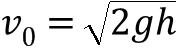 v₀ = √2gh